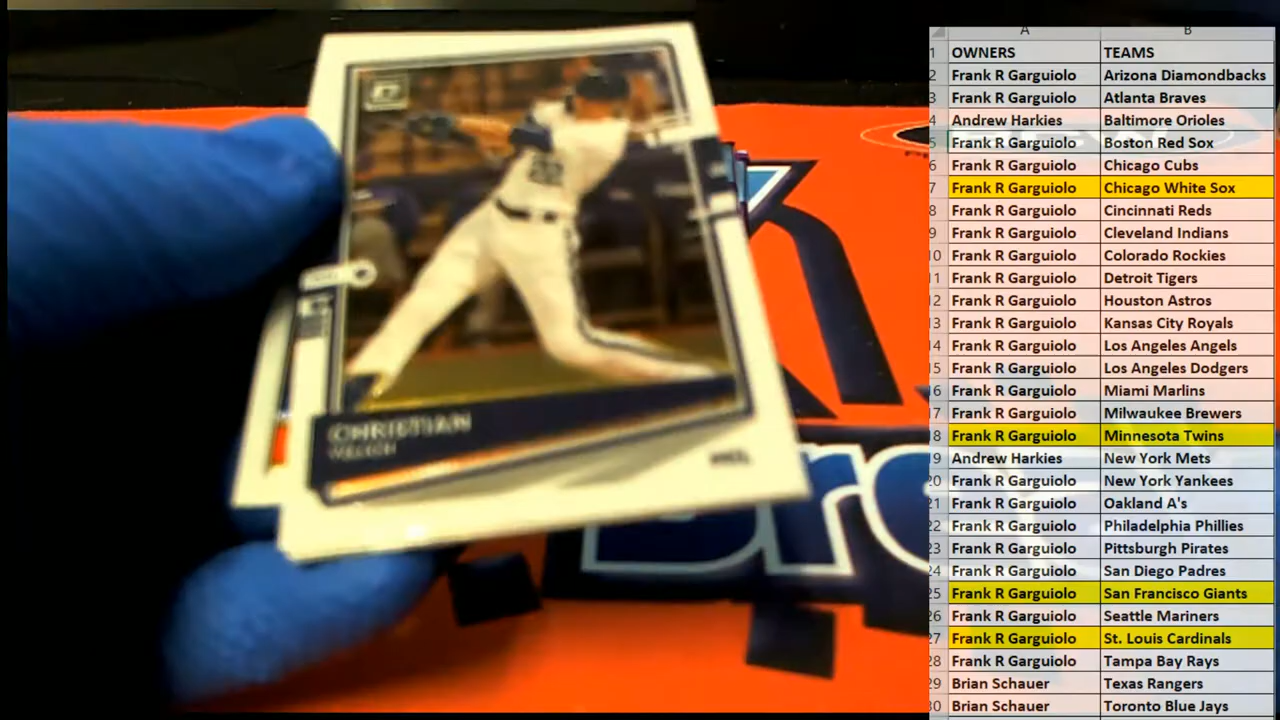 A B
1 OWNERS TEAMS
2 Frank R Garguiolo Arizona Diamondbacks
3 Frank R Garguiolo Atlanta Braves
4 Andrew Harkies Baltimore Orioles
5 Frank R Garguiolo Boston Red Sox
6 Frank R Garguiolo Chicago Cubs
7 Frank R Garguiolo Chicago White Sox
8 Frank R Garguiolo Cincinnati Reds
9 Frank R Garguiolo Cleveland Indians
10 Frank R Garguiolo Colorado Rockies
11 Frank R Garguiolo Detroit Tigers
12 Frank R Garguiolo Houston Astros
13 Frank R Garguiolo Kansas City Royals
14 Frank R Garguiolo Los Angeles Angels
15 Frank R Garguiolo Los Angeles Dodgers
16 Frank R Garguiolo Miami Marlins
17 Frank R Garguiolo Milwaukee Brewers
18 Frank R Garguiolo Minnesota Twins
19 Andrew Harkies New York Mets
20 Frank R Garguiolo New York Yankees
21 Frank R Garguiolo Oakland A's
22 Frank R Garguiolo Philadelphia Phillies
23 Frank R Garguiolo Pittsburgh Pirates
24 Frank R Garguiolo San Diego Padres
25 Frank R Garguiolo San Francisco Giants
26 Frank R Garguiolo Seattle Mariners
27 Frank R Garguiolo St. Louis Cardinals
28 Frank R Garguiolo Tampa Bay Rays
29 Brian Schauer Texas Rangers
30 Brian Schauer Toronto Blue Jays
22
CHRISTIAN
YELICH
Bro